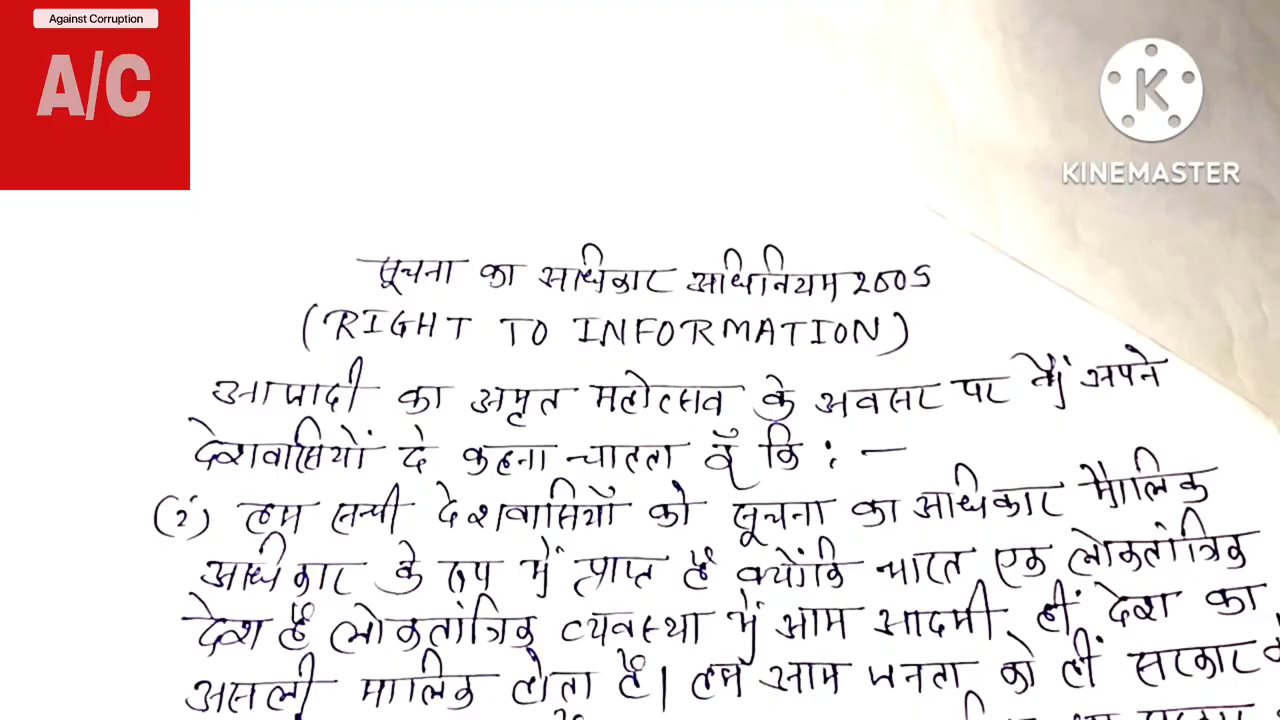 Against Corruption
A/C
K
KINEMASTER
सूचना का अधिकार अधिनियम 2005
(RIGHT TO INFORMATION)
आजादी का अमृत महोत्सव के अवसर पर मैं अपने
देशवासियों से कहना चाहता हूँ कि : —
(i) हम सभी देशवासियों को सूचना का अधिकार मौलिक
अधिकार के रूप में प्राप्त है क्योंकि भारत एक लोकतांत्रिक
देश है लोकतांत्रिक व्यवस्था में आम आदमी ही देश का
असली मालिक होता है। हम आम जनता को ही सरकार